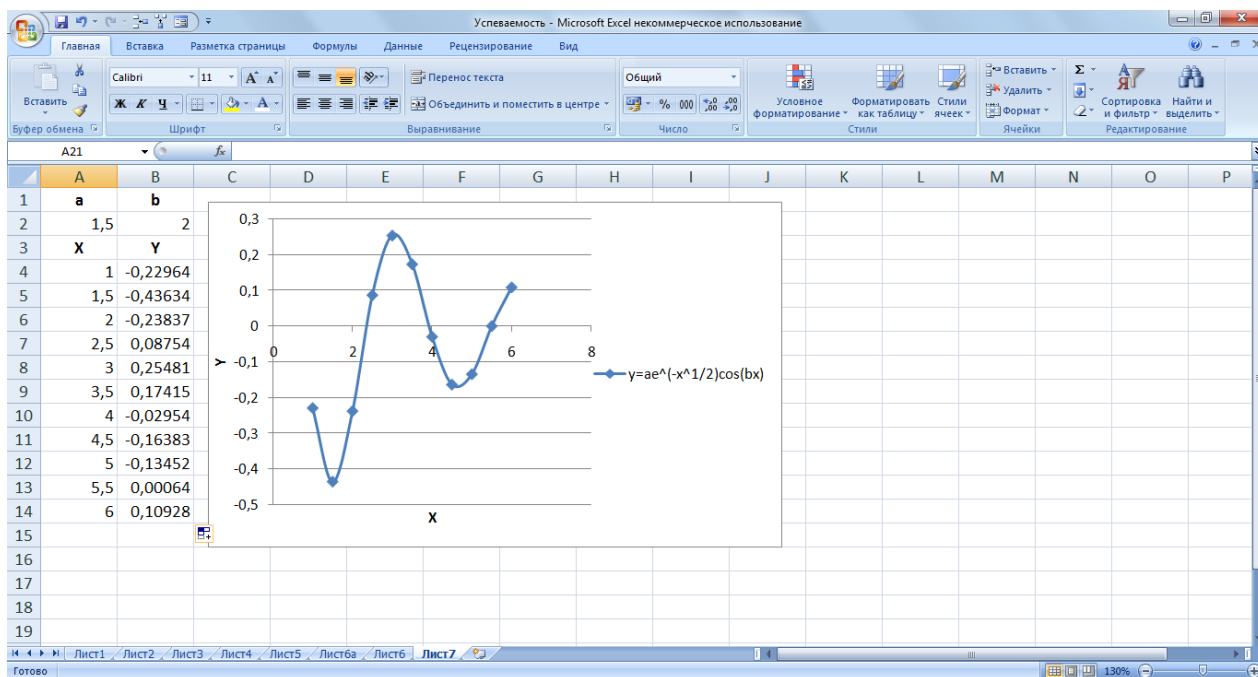 Успеваемость - Microsoft Excel некоммерческое использование
Главная Вставка Разметка страницы Формулы Данные Рецензирование Вид
Вставить
Буфер обмена
Calibri 11
Ж К Ч
Шрифт
Перенос текста
Объединить и поместить в центре
Выравнивание
Общий
% 000
Число
Условное форматирование
Форматировать как таблицу
Стили ячеек
Стили
Вставить
Удалить
Формат
Ячейки
Σ
Сортировка и фильтр
Найти и выделить
Редактирование
A21 fx
A B C D E F G H I J K L M N O P
1 a b
2 1,5 2
3 X Y
4 1 -0,22964
5 1,5 -0,43634
6 2 -0,23837
7 2,5 0,08754
8 3 0,25481
9 3,5 0,17415
10 4 -0,02954
11 4,5 -0,16383
12 5 -0,13452
13 5,5 0,00064
14 6 0,10928
15
16
17
18
19
0,3
0,2
0,1
0
-0,1
-0,2
-0,3
-0,4
-0,5
0 2 4 6 8
Y
X
y=ae^(-x^1/2)cos(bx)
Лист1 Лист2 Лист3 Лист4 Лист5 Лист6а Лист6 Лист7
Готово 130%